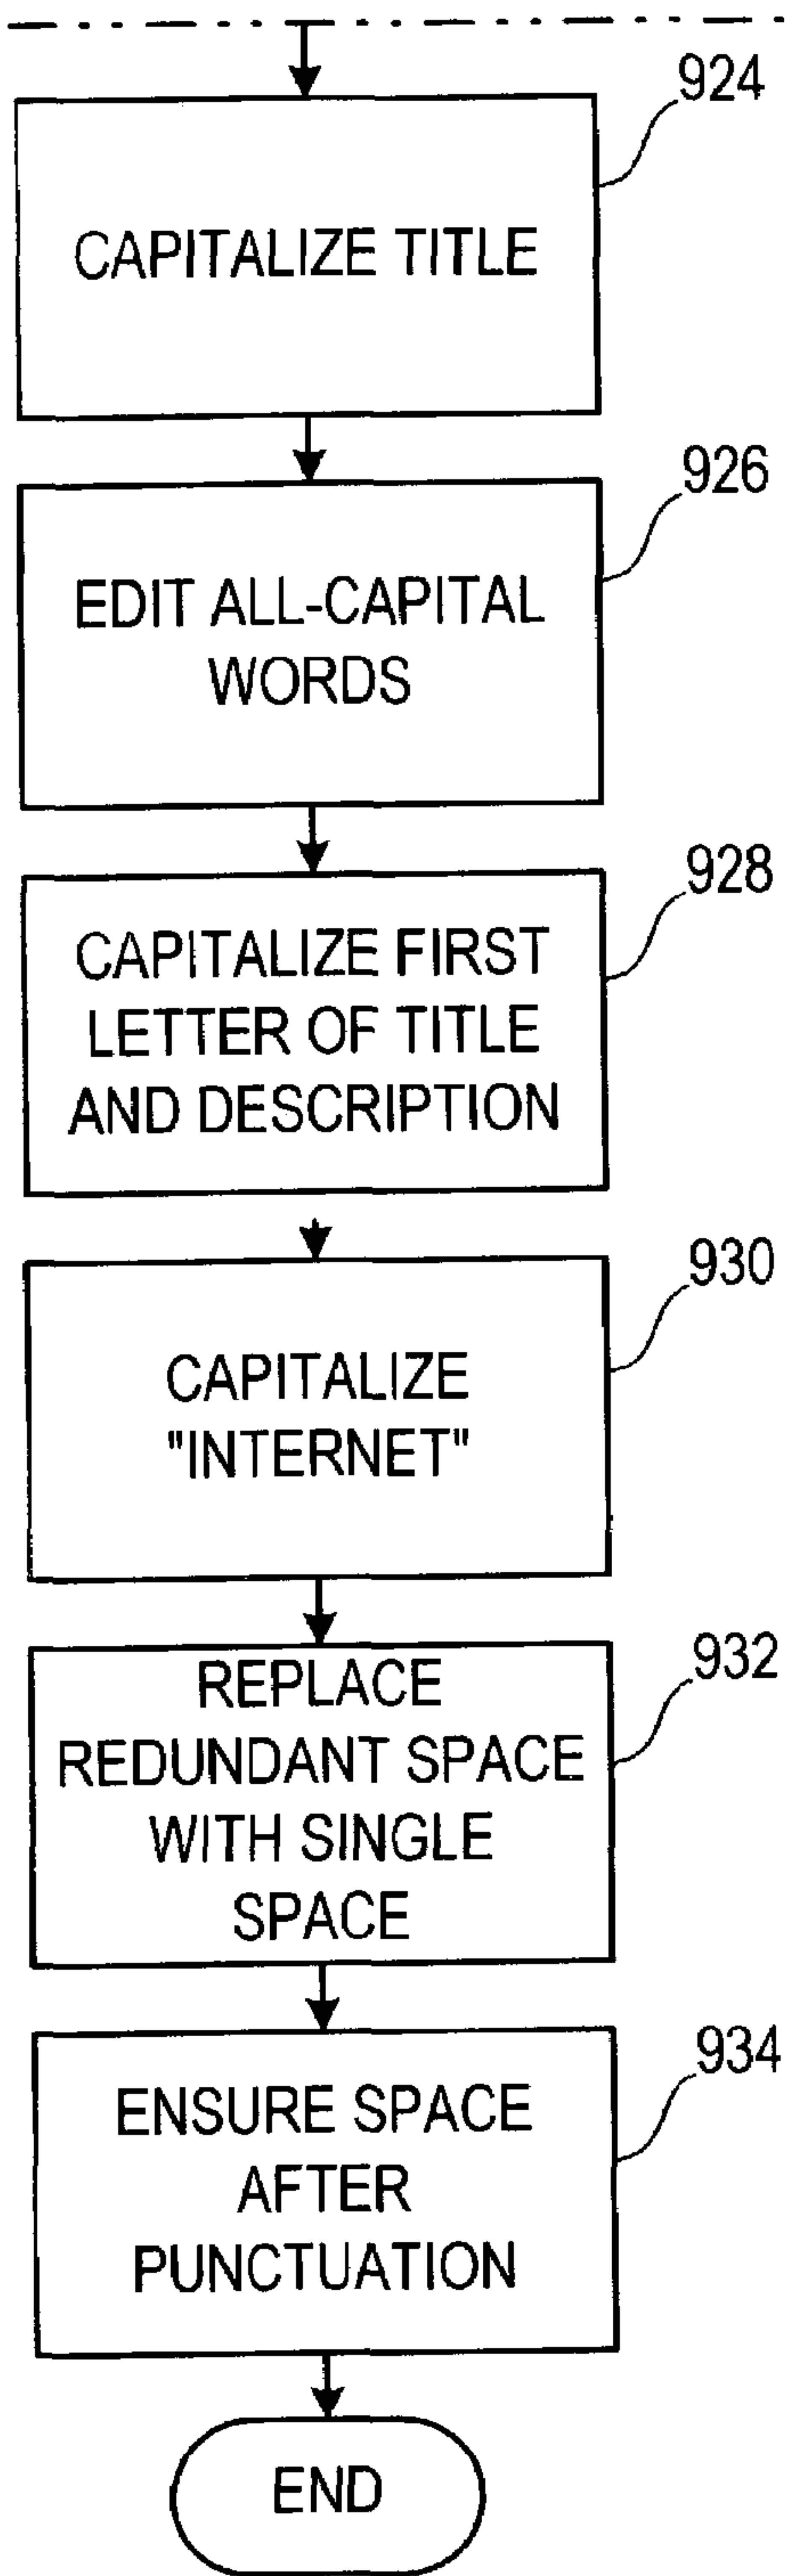 924
CAPITALIZE TITLE
926
EDIT ALL-CAPITAL
WORDS
928
CAPITALIZE FIRST
LETTER OF TITLE
AND DESCRIPTION
930
CAPITALIZE
"INTERNET"
932
REPLACE
REDUNDANT SPACE
WITH SINGLE
SPACE
934
ENSURE SPACE
AFTER
PUNCTUATION
END